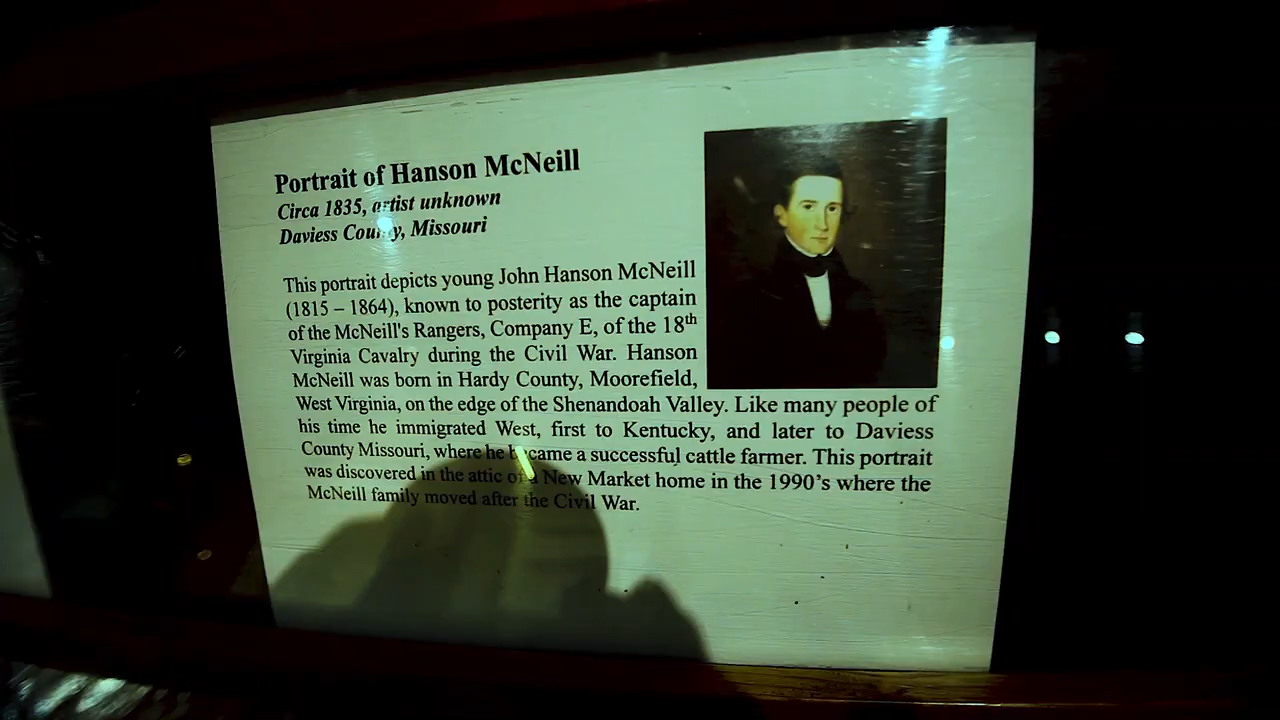 Portrait of Hanson McNeill
Circa 1835, artist unknown
Daviess County, Missouri
This portrait depicts young John Hanson McNeill
(1815 – 1864), known to posterity as the captain
of the McNeill's Rangers, Company E, of the 18th
Virginia Cavalry during the Civil War. Hanson
McNeill was born in Hardy County, Moorefield,
West Virginia, on the edge of the Shenandoah Valley. Like many people of
his time he immigrated West, first to Kentucky, and later to Daviess
County Missouri, where he became a successful cattle farmer. This portrait
was discovered in the attic of a New Market home in the 1990’s where the
McNeill family moved after the Civil War.